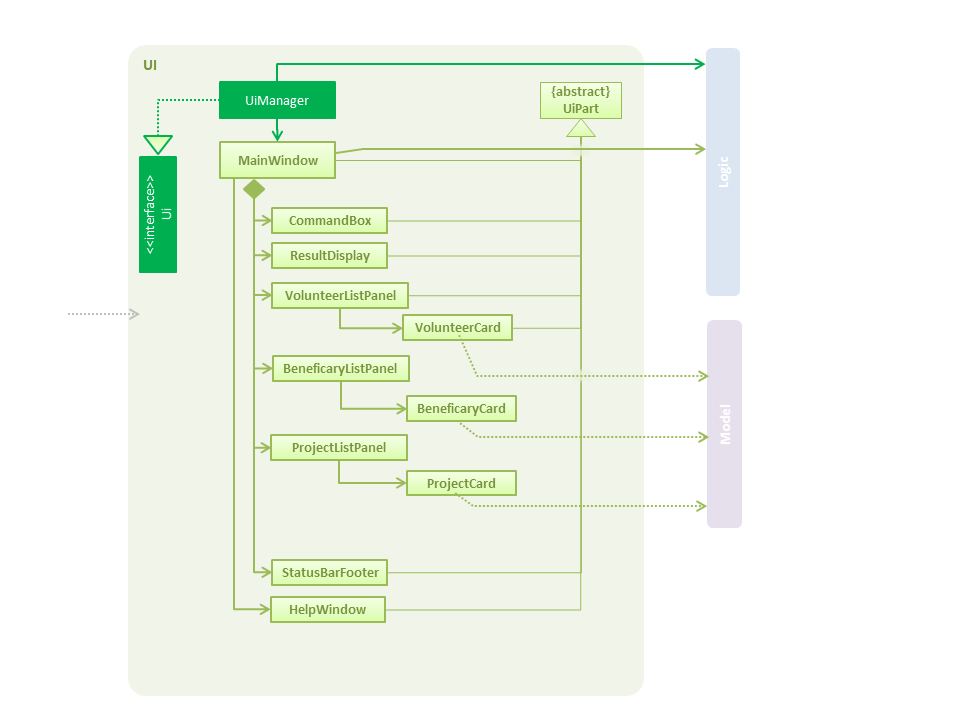 UI
UiManager
{abstract}
UiPart
<<interface>>
Ui
MainWindow
Logic
CommandBox
ResultDisplay
VolunteerListPanel
VolunteerCard
BeneficaryListPanel
BeneficaryCard
Model
ProjectListPanel
ProjectCard
StatusBarFooter
HelpWindow